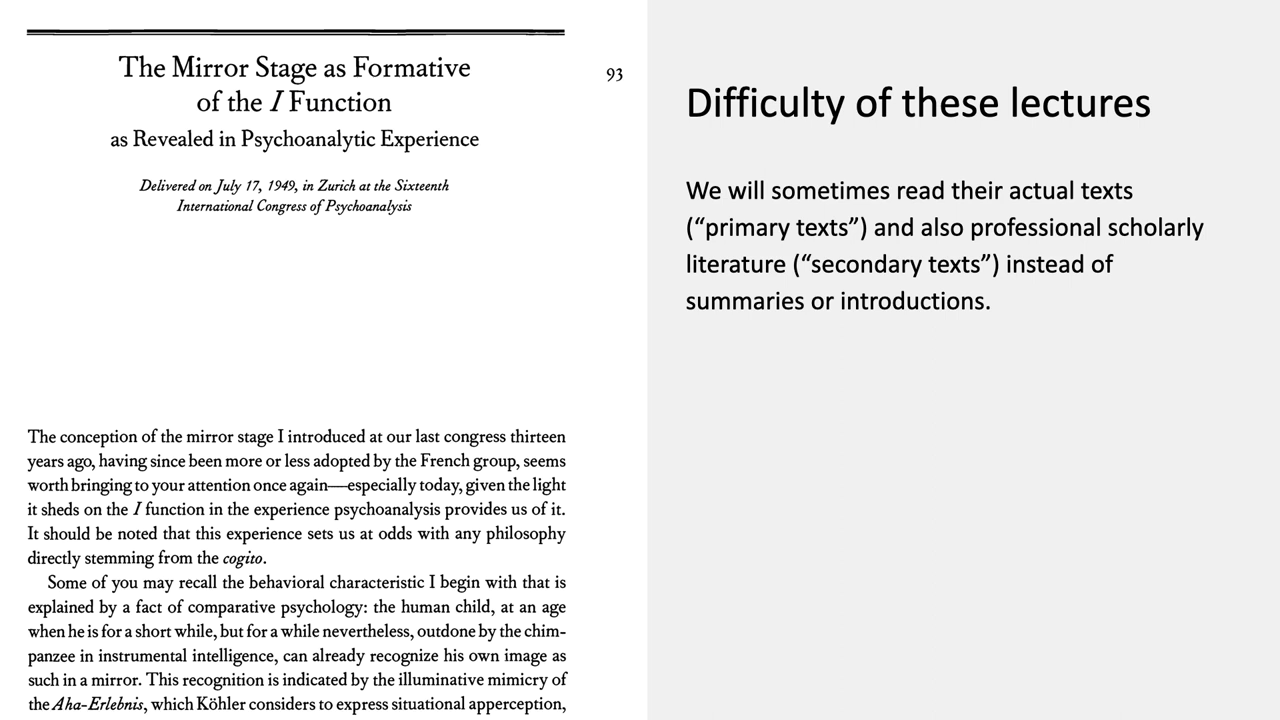 The Mirror Stage as Formative
of the I Function
as Revealed in Psychoanalytic Experience
93
Delivered on July 17, 1949, in Zurich at the Sixteenth
International Congress of Psychoanalysis
The conception of the mirror stage I introduced at our last congress thirteen
years ago, having since been more or less adopted by the French group, seems
worth bringing to your attention once again—especially today, given the light
it sheds on the I function in the experience psychoanalysis provides us of it.
It should be noted that this experience sets us at odds with any philosophy
directly stemming from the cogito.
Some of you may recall the behavioral characteristic I begin with that is
explained by a fact of comparative psychology: the human child, at an age
when he is for a short while, but for a while nevertheless, outdone by the chim-
panzee in instrumental intelligence, can already recognize his own image as
such in a mirror. This recognition is indicated by the illuminative mimicry of
the Aha-Erlebnis, which Köhler considers to express situational apperception,
Difficulty of these lectures
We will sometimes read their actual texts
(“primary texts”) and also professional scholarly
literature (“secondary texts”) instead of
summaries or introductions.